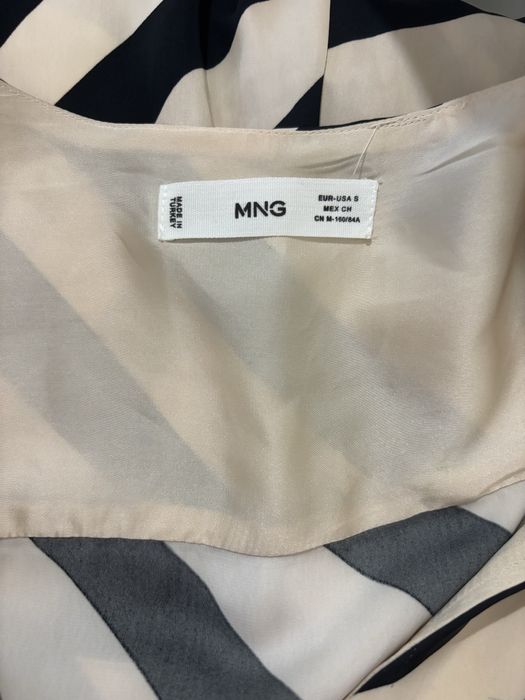 MADE IN
TURKEY
MNG
EUR-USA S
MEX CH
CN M-160/84A